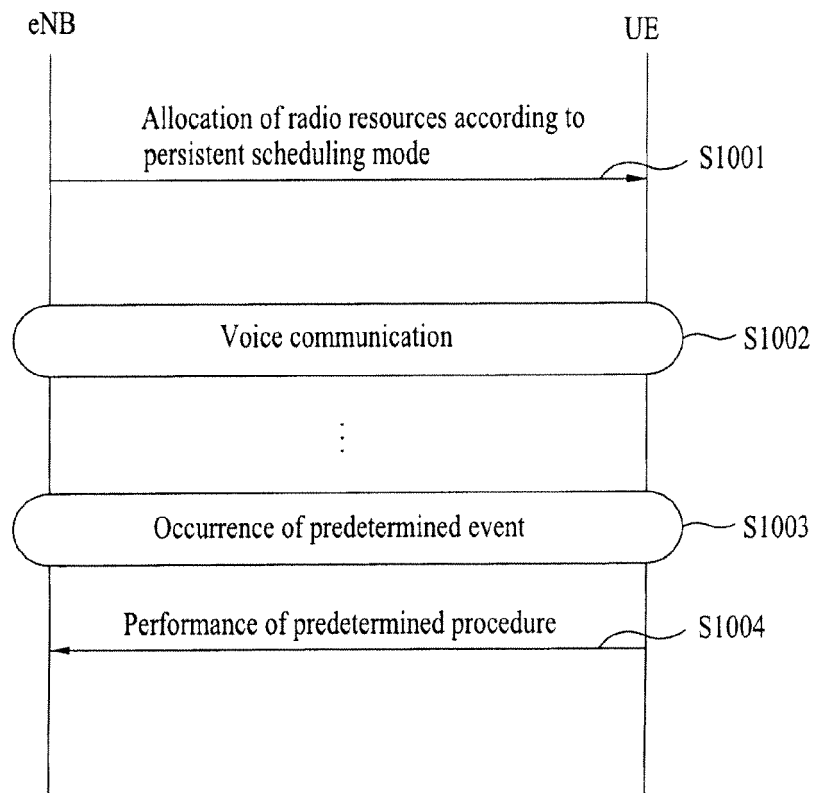 eNB
UE
Allocation of radio resources according to
persistent scheduling mode
S1001
Voice communication
S1002
Occurrence of predetermined event
S1003
Performance of predetermined procedure
S1004